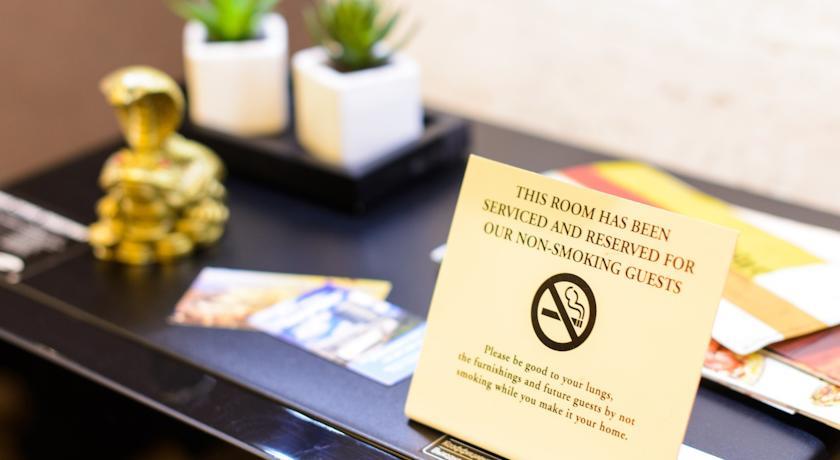 THIS ROOM HAS BEEN
SERVICED AND RESERVED FOR
OUR NON-SMOKING GUESTS
Please be good to your lungs,
the furnishings and future guests by not
smoking while you make it your home.